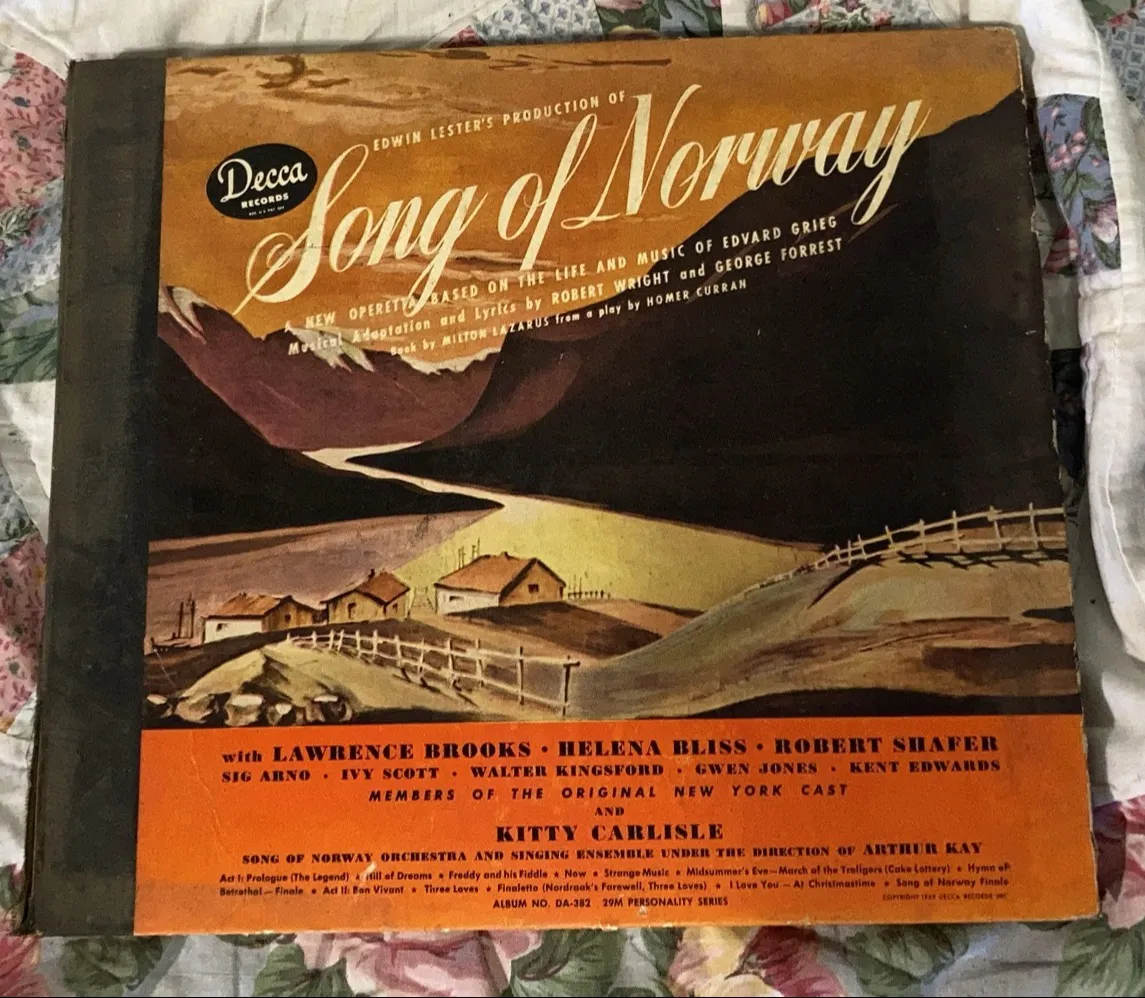 EDWIN LESTER'S PRODUCTION OF
Decca
RECORDS
Song of Norway
A NEW OPERETTA BASED ON THE LIFE AND MUSIC OF EDVARD GRIEG
Musical Adaptation and Lyrics by ROBERT WRIGHT and GEORGE FORREST
Book by MILTON LAZARUS from a play by HOMER CURRAN
with LAWRENCE BROOKS · HELENA BLISS · ROBERT SHAFER
SIG ARNO · IVY SCOTT · WALTER KINGSFORD · GWEN JONES · KENT EDWARDS
MEMBERS OF THE ORIGINAL NEW YORK CAST
AND
KITTY CARLISLE
SONG OF NORWAY ORCHESTRA AND SINGING ENSEMBLE UNDER THE DIRECTION OF ARTHUR KAY
Act I: Prologue (The Legend) ★ Hill of Dreams ★ Freddy and his Fiddle ★ Now ★ Strange Music ★ Midsummer's Eve—March of the Trollgers (Cake Lottery) ★ Hymn of
Betrothal—Finale ★ Act II: Bon Vivant ★ Three Loves ★ Finaletto (Nordraak's Farewell, Three Loves) ★ I Love You—At Christmastime ★ Song of Norway Finale
ALBUM NO. DA-382 29M PERSONALITY SERIES
COPYRIGHT DECCA RECORDS INC.